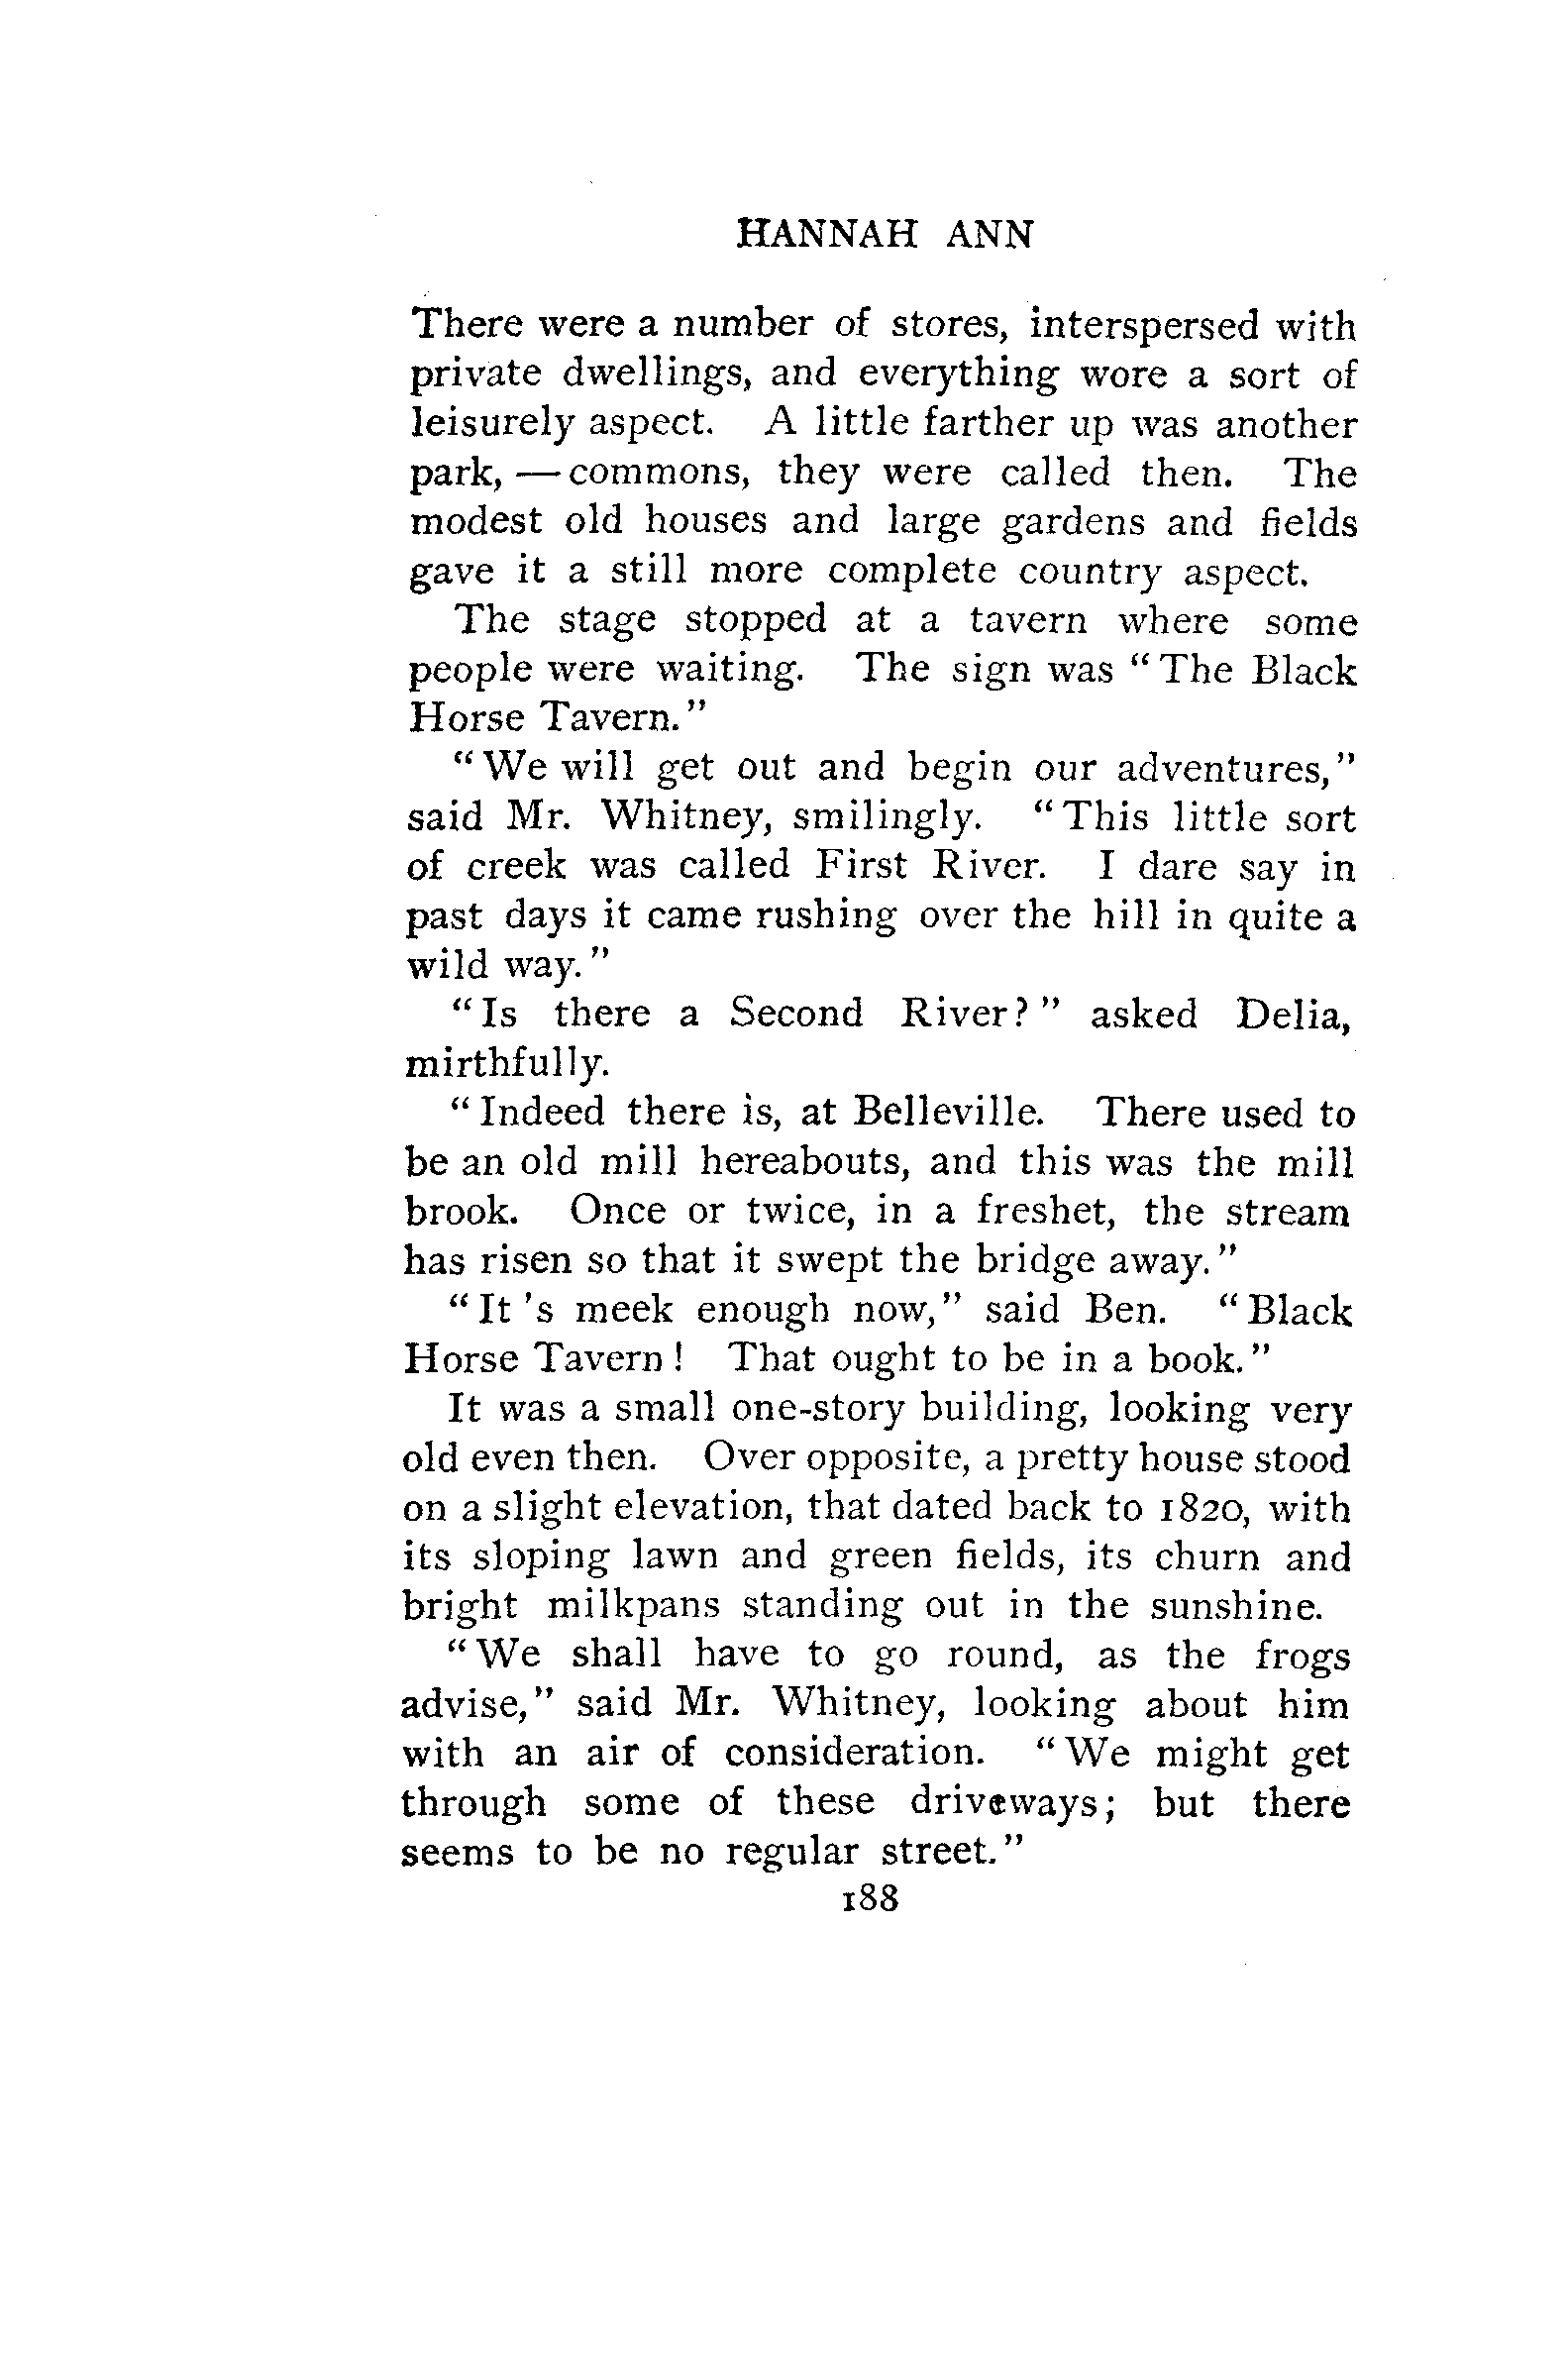 HANNAH ANN
There were a number of stores, interspersed with
private dwellings, and everything wore a sort of
leisurely aspect. A little farther up was another
park, — commons, they were called then. The
modest old houses and large gardens and fields
gave it a still more complete country aspect.
The stage stopped at a tavern where some
people were waiting. The sign was “The Black
Horse Tavern.”
“We will get out and begin our adventures,”
said Mr. Whitney, smilingly. “This little sort
of creek was called First River. I dare say in
past days it came rushing over the hill in quite a
wild way.”
“Is there a Second River?” asked Delia,
mirthfully.
“Indeed there is, at Belleville. There used to
be an old mill hereabouts, and this was the mill
brook. Once or twice, in a freshet, the stream
has risen so that it swept the bridge away.”
“It 's meek enough now,” said Ben. “Black
Horse Tavern! That ought to be in a book.”
It was a small one-story building, looking very
old even then. Over opposite, a pretty house stood
on a slight elevation, that dated back to 1820, with
its sloping lawn and green fields, its churn and
bright milkpans standing out in the sunshine.
“We shall have to go round, as the frogs
advise,” said Mr. Whitney, looking about him
with an air of consideration. “We might get
through some of these driveways; but there
seems to be no regular street.”
188